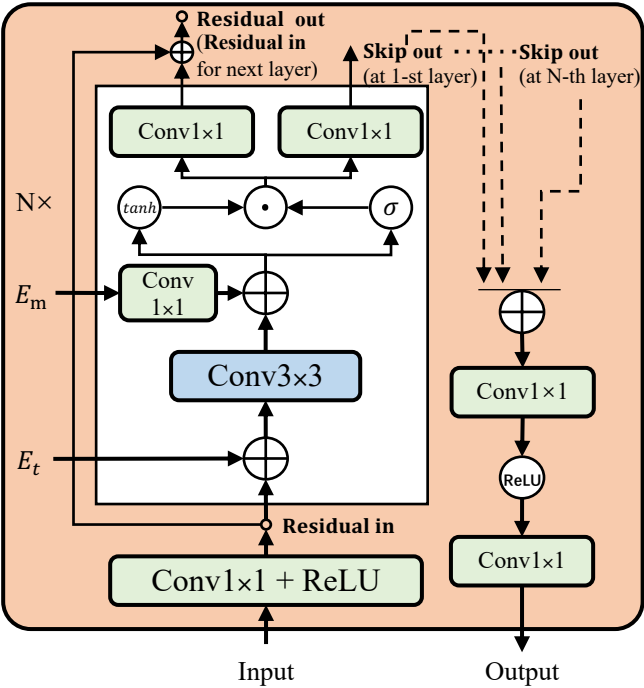 Residual out
(Residual in
for next layer)
Skip out
(at 1-st layer)
Skip out
(at N-th layer)
Conv1×1
Conv1×1
N×
tanh
σ
E_m
Conv
1×1
Conv3×3
Conv1×1
E_t
ReLU
Residual in
Conv1×1
Conv1×1 + ReLU
Input
Output